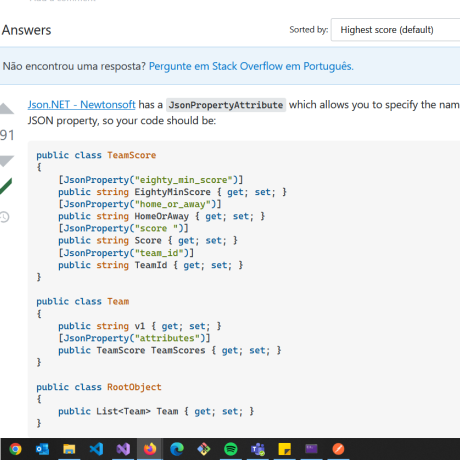 Answers
Sorted by:
Highest score (default)
Não encontrou uma resposta? Pergunte em Stack Overflow em Português.
Json.NET - Newtonsoft has a JsonPropertyAttribute which allows you to specify the
JSON property, so your code should be:
91
public class TeamScore
{
[JsonProperty("eighty_min_score")]
public string EightyMinScore { get; set; }
[JsonProperty("home_or_away")]
public string HomeOrAway { get; set; }
[JsonProperty("score ")]
public string Score { get; set; }
[JsonProperty("team_id")]
public string TeamId { get; set; }
}
public class Team
{
public string v1 { get; set; }
[JsonProperty("attributes")]
public TeamScore TeamScores { get; set; }
}
public class RootObject
{
public List<Team> Team { get; set; }
}